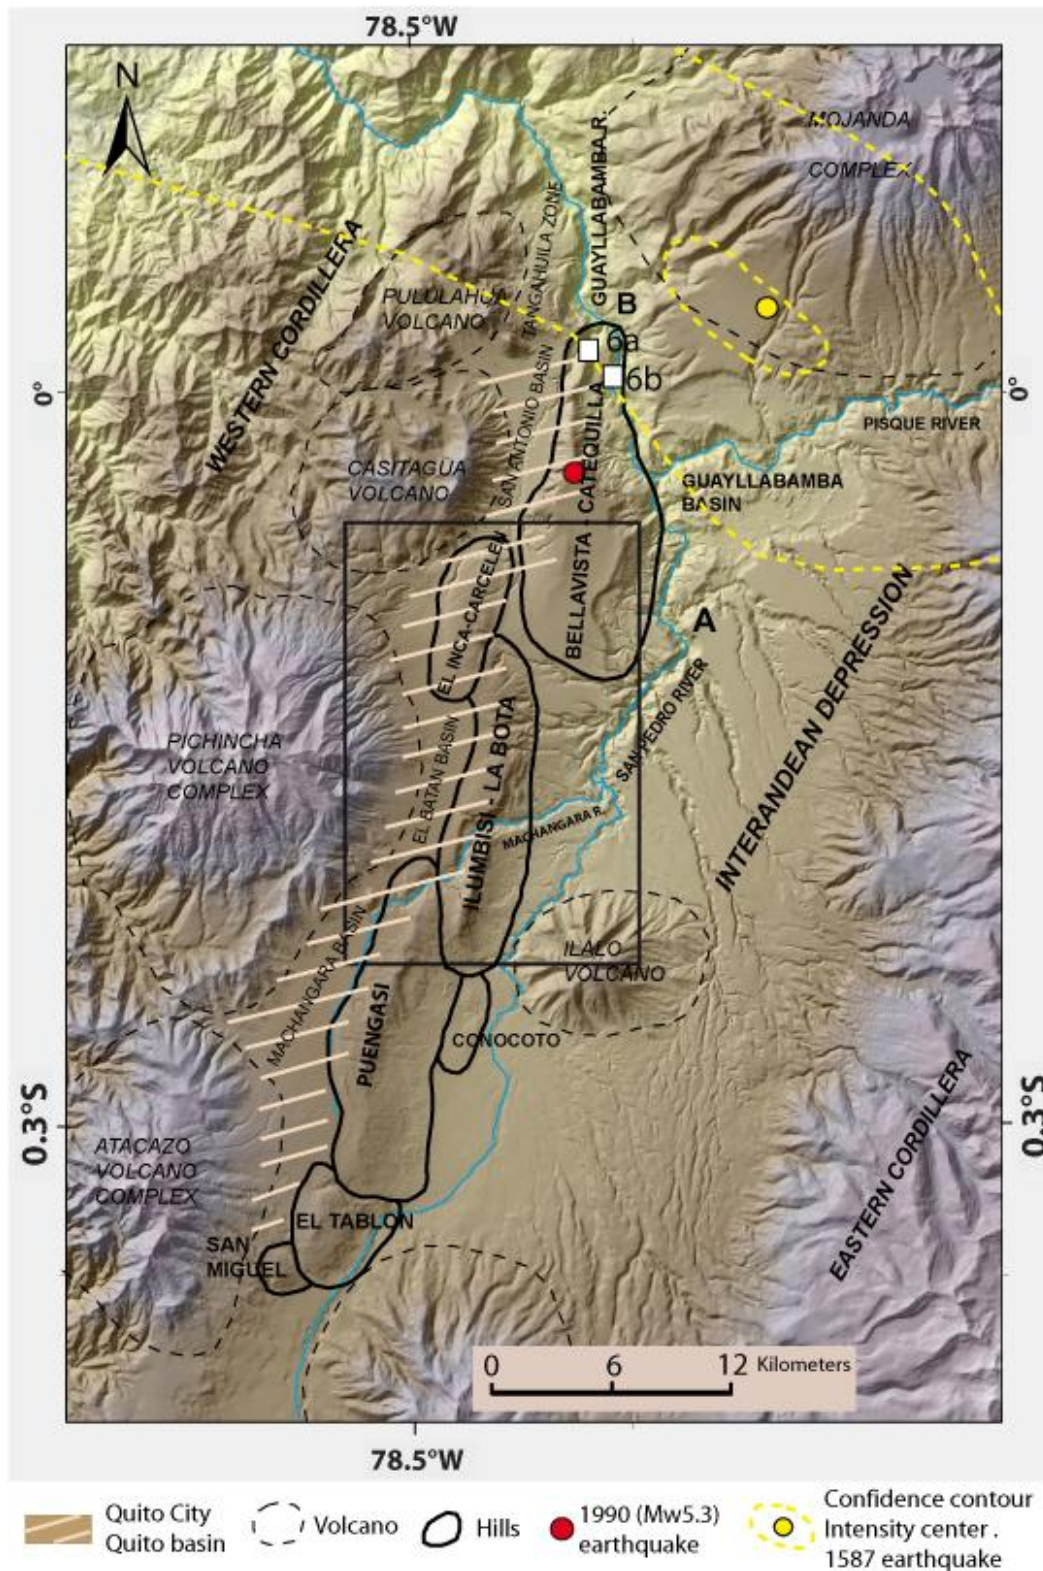 78.5°W
N
MOJANDA
COMPLEX
GUAYLLABAMBA R.
TANGAHUILA ZONE
WESTERN CORDILLERA
PULULAHUA
VOLCANO
B
6a
6b
0°
0°
SAN ANTONIO BASIN
PISQUE RIVER
CASITAGUA
VOLCANO
GUAYLLABAMBA
BASIN
BELLAVISTA - CATEQUILLA
EL INCA-CARCELEN
A
SAN PEDRO RIVER
INTERANDEAN DEPRESSION
PICHINCHA
VOLCANO
COMPLEX
EL BATAN BASIN
ILUMBISI - LA BOTA
MACHANGARA R.
MACHANGARA BASIN
ILALO
VOLCANO
PUENGASI
CONOCOTO
0.3°S
0.3°S
ATACAZO
VOLCANO
COMPLEX
EASTERN CORDILLERA
EL TABLON
SAN
MIGUEL
0 6 12 Kilometers
78.5°W
Quito City
Quito basin
Volcano
Hills
1990 (Mw5.3)
earthquake
Confidence contour
Intensity center .
1587 earthquake